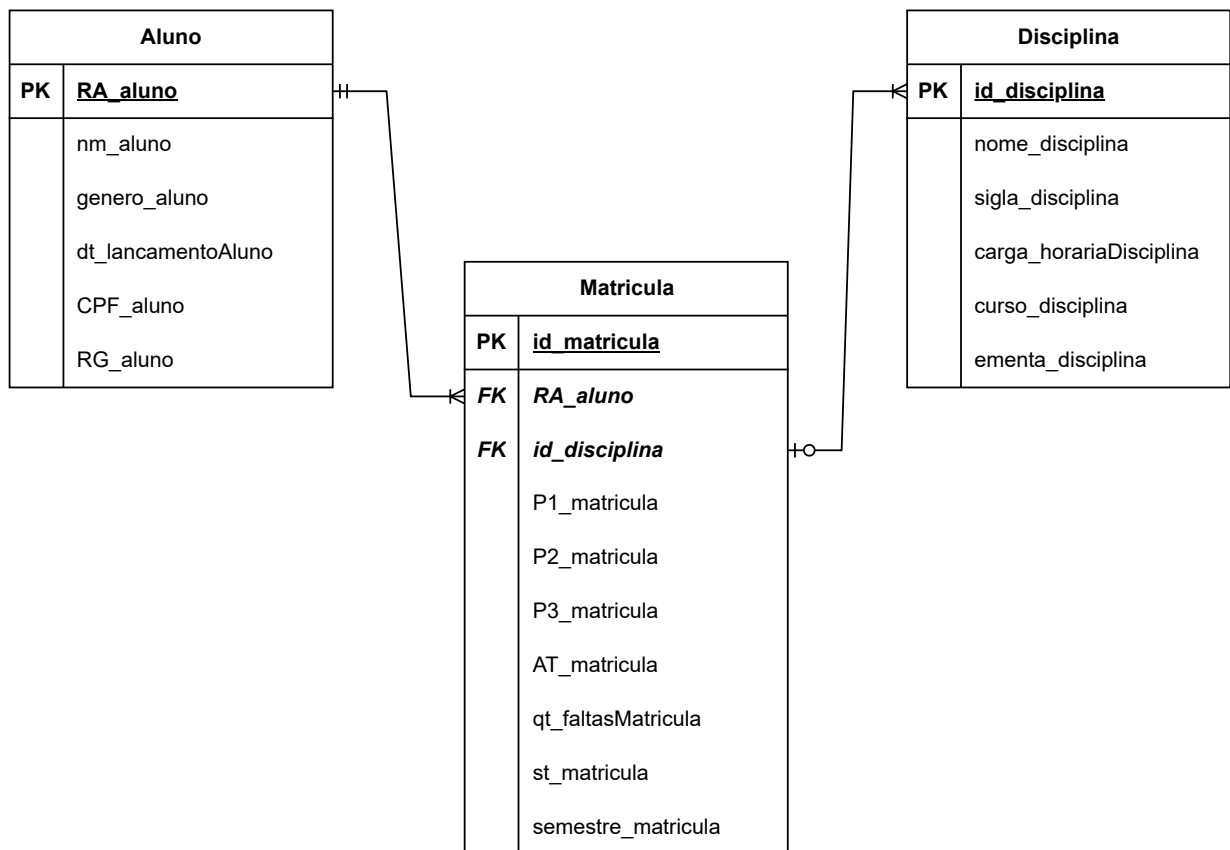 Aluno
PK RA_aluno
nm_aluno
genero_aluno
dt_lancamentoAluno
CPF_aluno
RG_aluno
Disciplina
PK id_disciplina
nome_disciplina
sigla_disciplina
carga_horariaDisciplina
curso_disciplina
ementa_disciplina
Matricula
PK id_matricula
FK RA_aluno
FK id_disciplina
P1_matricula
P2_matricula
P3_matricula
AT_matricula
qt_faltasMatricula
st_matricula
semestre_matricula